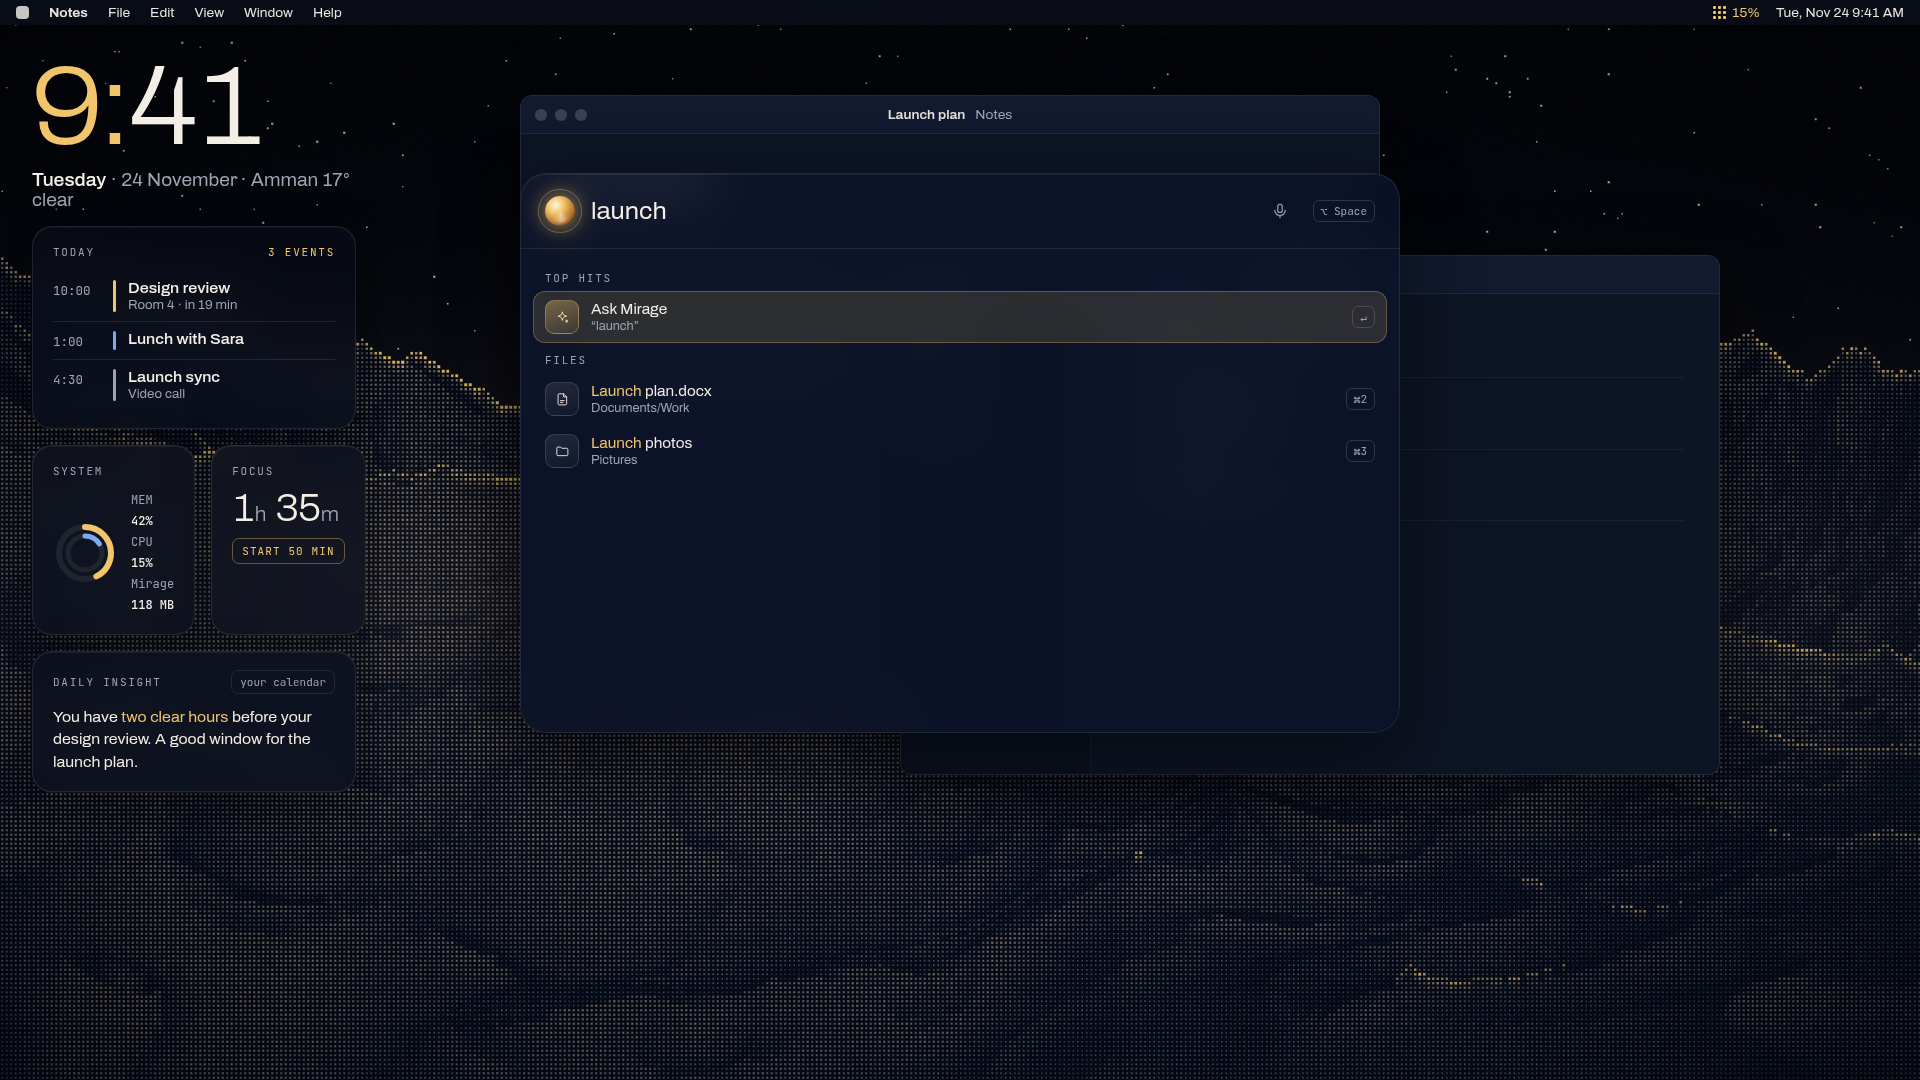 Notes File Edit View Window Help
15% Tue, Nov 24 9:41 AM
9:41
Tuesday · 24 November · Amman 17°
clear
TODAY 3 EVENTS
10:00 Design review
Room 4 · in 19 min
1:00 Lunch with Sara
4:30 Launch sync
Video call
SYSTEM
MEM
42%
CPU
15%
Mirage
118 MB
FOCUS
1h 35m
START 50 MIN
DAILY INSIGHT your calendar
You have two clear hours before your
design review. A good window for the
launch plan.
Launch plan Notes
launch
⌥ Space
TOP HITS
Ask Mirage
“launch”
↵
FILES
Launch plan.docx
Documents/Work
⌘2
Launch photos
Pictures
⌘3